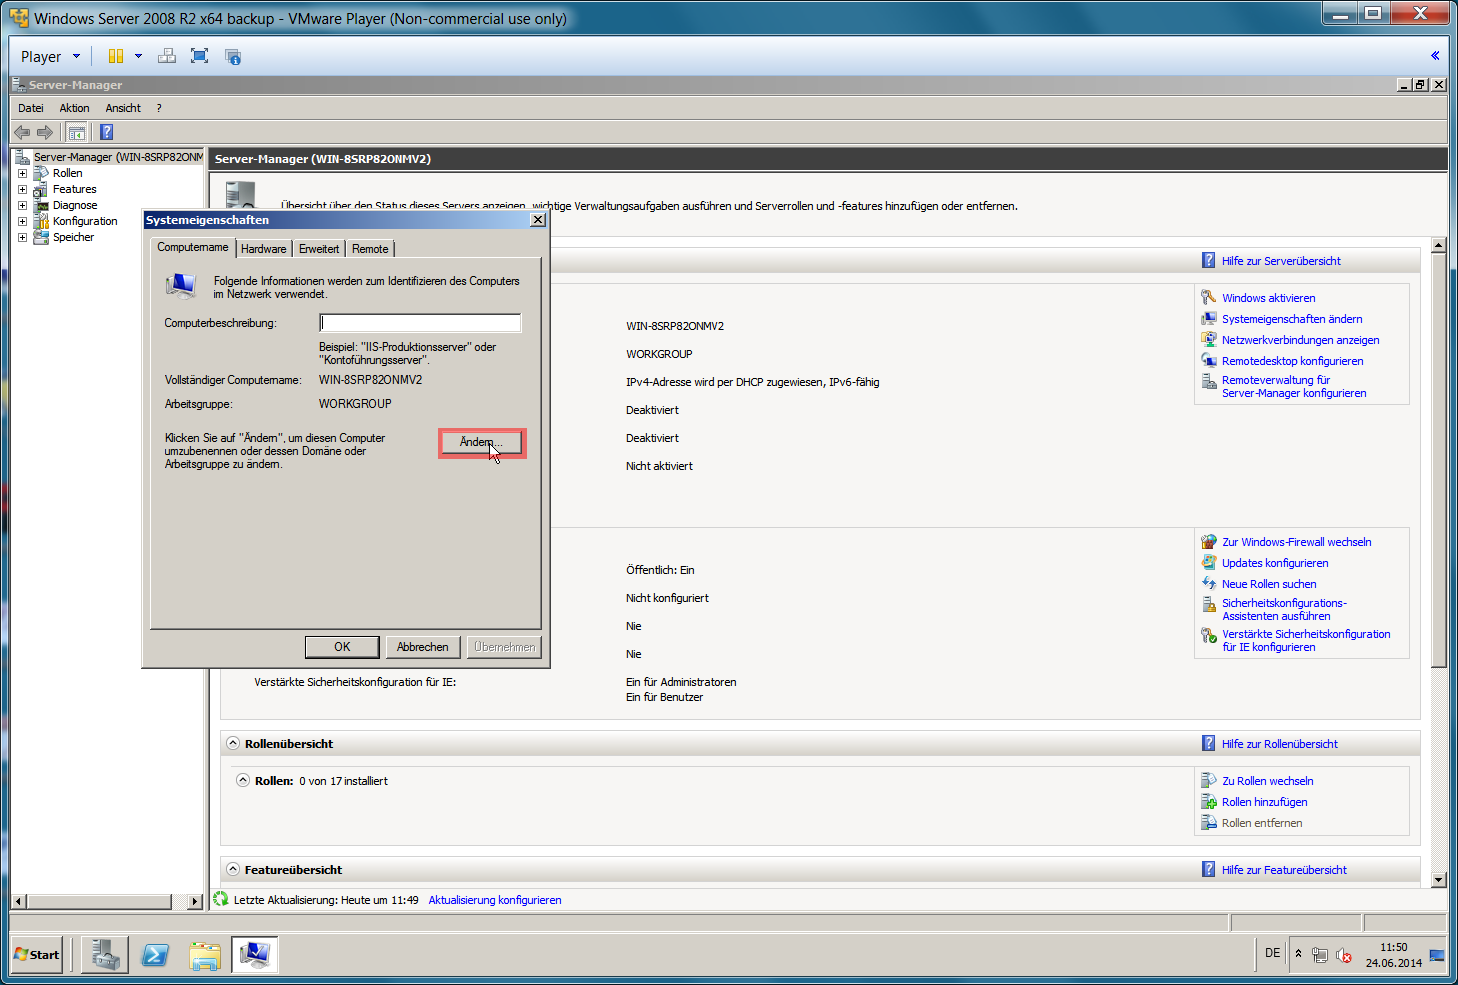 Windows Server 2008 R2 x64 backup - VMware Player (Non-commercial use only)
Player
Server-Manager
Datei Aktion Ansicht ?
Server-Manager (WIN-8SRP82ONM
Rollen
Features
Diagnose
Konfiguration
Speicher
Server-Manager (WIN-8SRP82ONMV2)
Übersicht über den Status dieses Servers anzeigen, wichtige Verwaltungsaufgaben ausführen und Serverrollen und -features hinzufügen oder entfernen.
Systemeigenschaften
Computername Hardware Erweitert Remote
Folgende Informationen werden zum Identifizieren des Computers
im Netzwerk verwendet.
Computerbeschreibung:
Beispiel: "IIS-Produktionsserver" oder
"Kontoführungsserver".
Vollständiger Computername: WIN-8SRP82ONMV2
Arbeitsgruppe: WORKGROUP
Klicken Sie auf "Ändern", um diesen Computer
umzubenennen oder dessen Domäne oder
Arbeitsgruppe zu ändern.
Ändern...
OK Abbrechen Übernehmen
Hilfe zur Serverübersicht
WIN-8SRP82ONMV2
WORKGROUP
IPv4-Adresse wird per DHCP zugewiesen, IPv6-fähig
Deaktiviert
Deaktiviert
Nicht aktiviert
Windows aktivieren
Systemeigenschaften ändern
Netzwerkverbindungen anzeigen
Remotedesktop konfigurieren
Remoteverwaltung für
Server-Manager konfigurieren
Öffentlich: Ein
Nicht konfiguriert
Nie
Nie
Verstärkte Sicherheitskonfiguration für IE: Ein für Administratoren
Ein für Benutzer
Zur Windows-Firewall wechseln
Updates konfigurieren
Neue Rollen suchen
Sicherheitskonfigurations-
Assistenten ausführen
Verstärkte Sicherheitskonfiguration
für IE konfigurieren
Rollenübersicht
Hilfe zur Rollenübersicht
Rollen: 0 von 17 installiert
Zu Rollen wechseln
Rollen hinzufügen
Rollen entfernen
Featureübersicht
Hilfe zur Featureübersicht
Letzte Aktualisierung: Heute um 11:49 Aktualisierung konfigurieren
Start
DE
11:50
24.06.2014